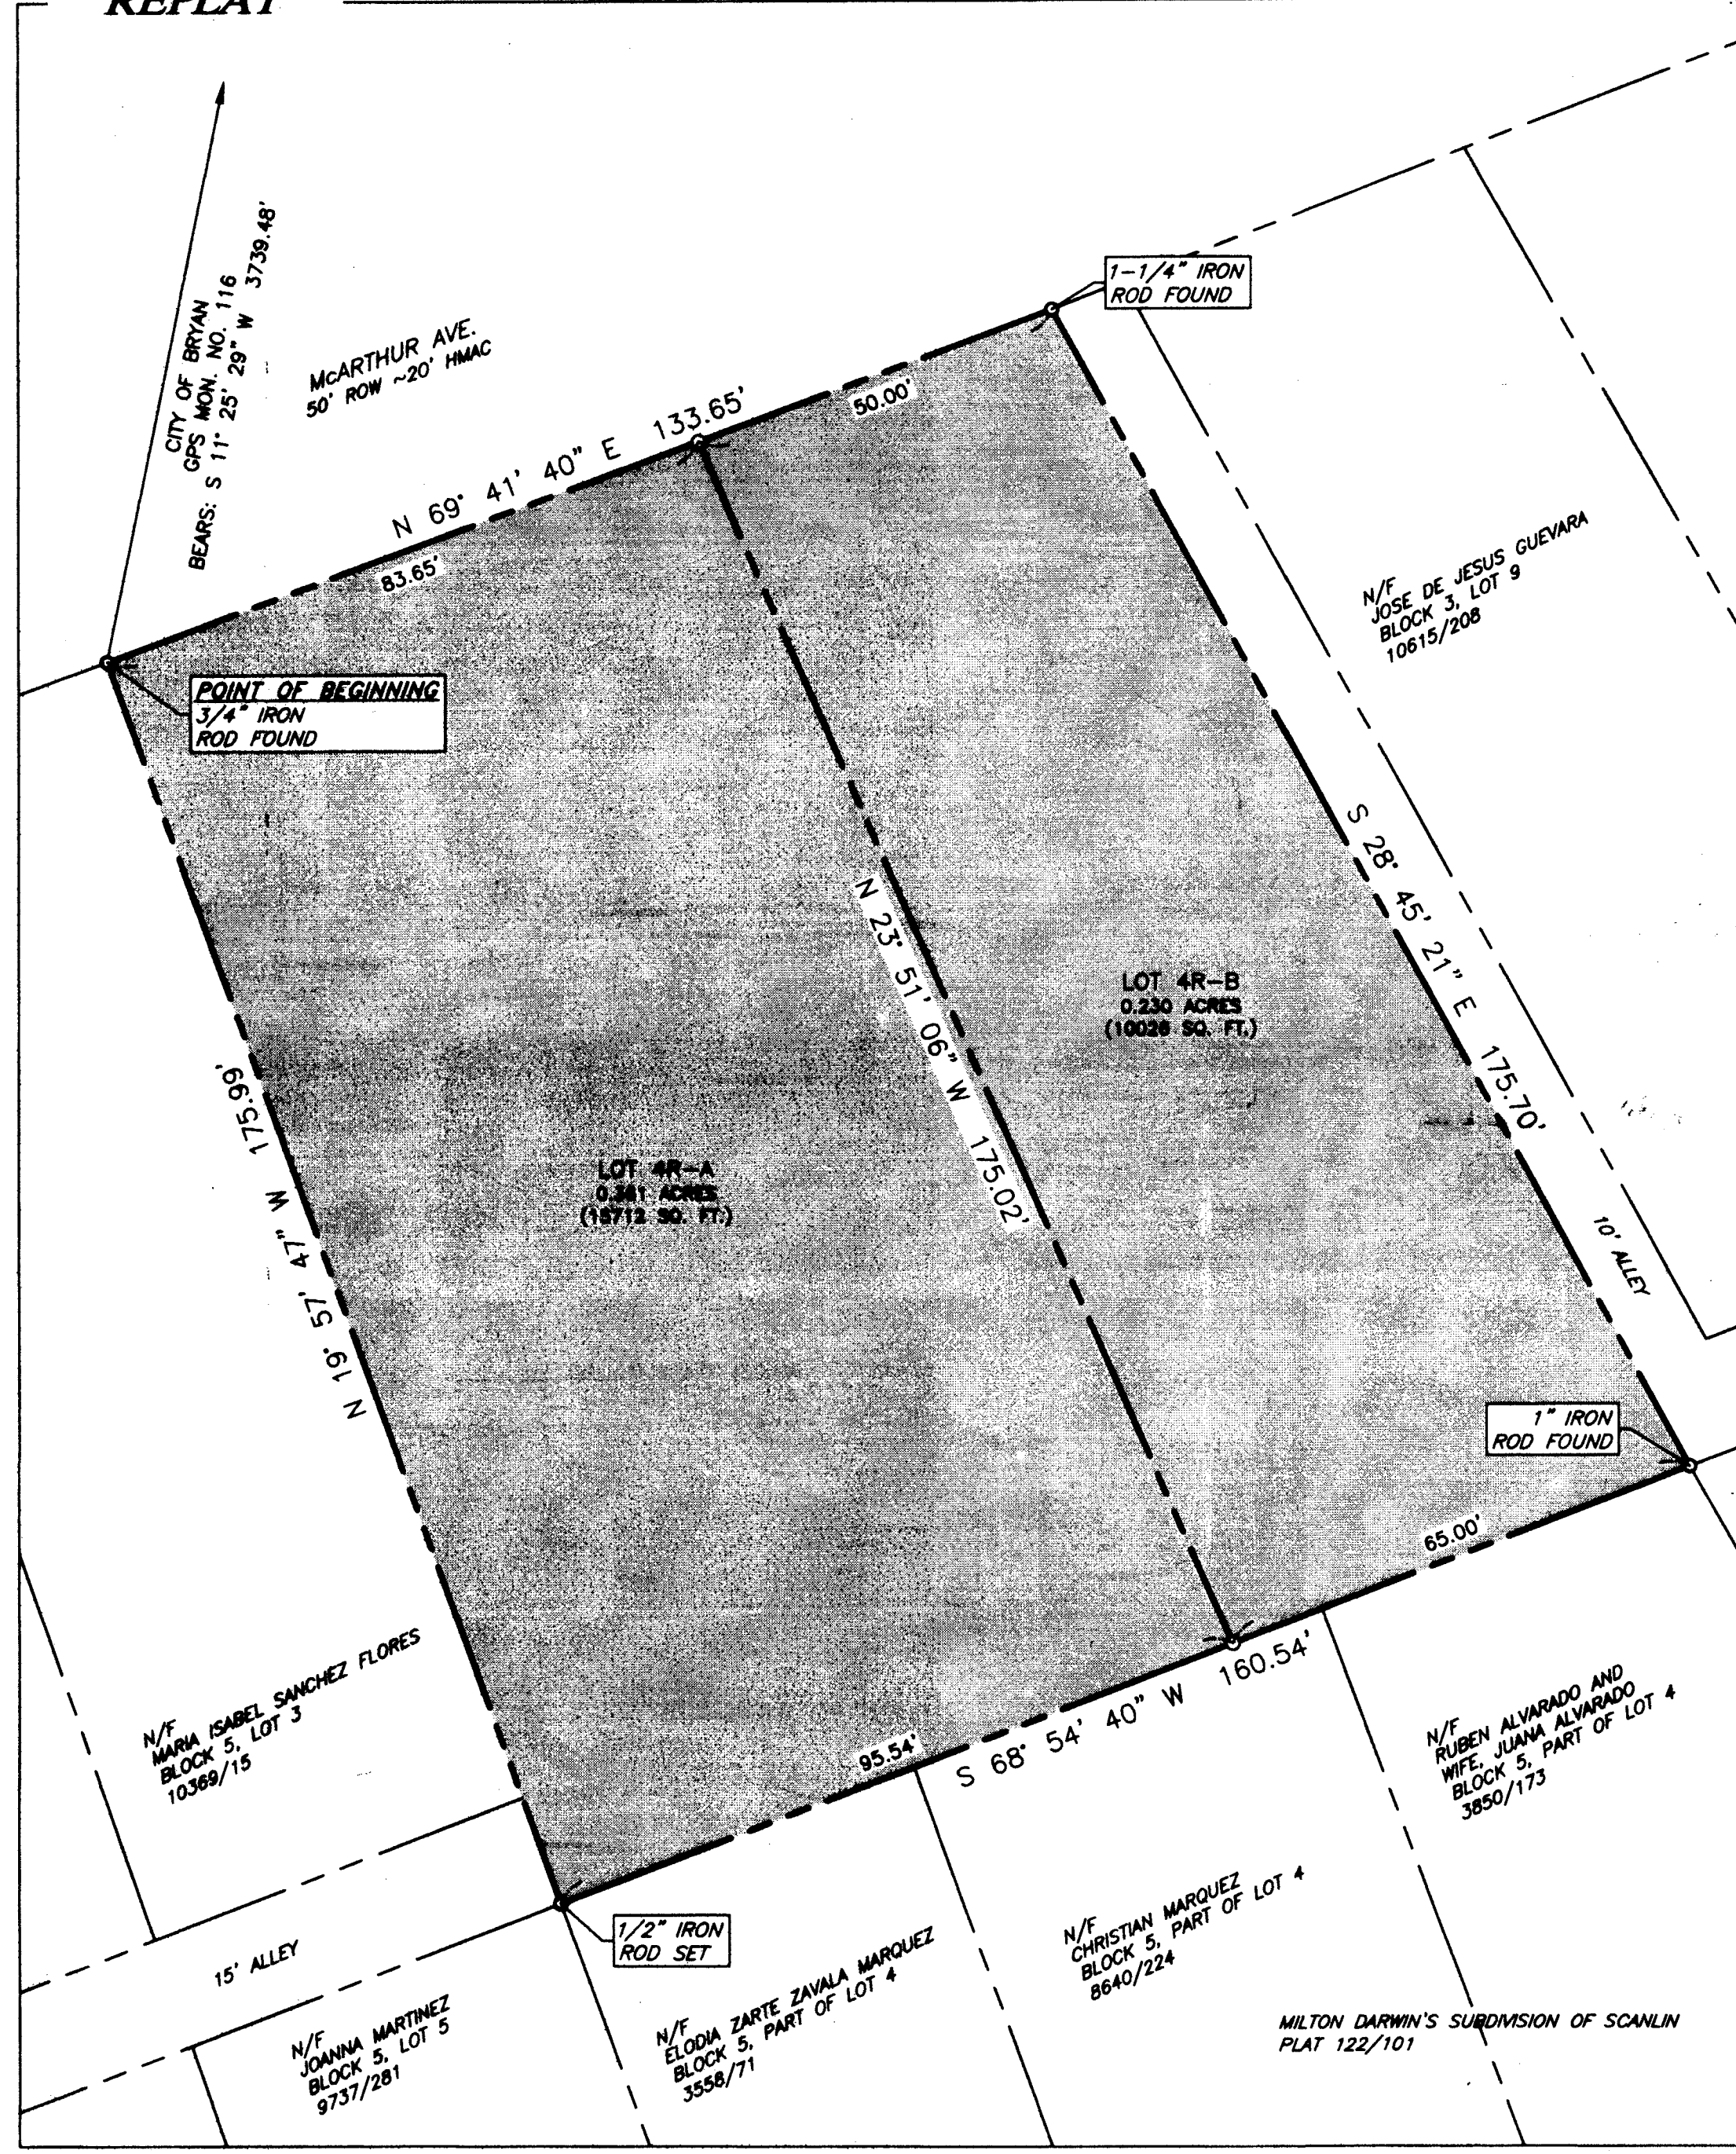 REPLAT
CITY OF BRYAN
GPS MON. NO. 116
BEARS: S 11° 25' 29" W 3739.48'
McARTHUR AVE.
50' ROW ~20' HMAC
1-1/4" IRON
ROD FOUND
N 69° 41' 40" E 133.65'
50.00'
83.65'
POINT OF BEGINNING
3/4" IRON
ROD FOUND
N/F
JOSE DE JESUS GUEVARA
BLOCK 3, LOT 9
10615/208
S 28° 45' 21" E 175.70'
N 23° 51' 06" W 175.02'
LOT 4R-B
0.230 ACRES
(10026 SQ. FT.)
N 19° 57' 47" W 175.99'
LOT 4R-A
0.361 ACRES
(15712 SQ. FT.)
10' ALLEY
1" IRON
ROD FOUND
65.00'
S 68° 54' 40" W 160.54'
95.54'
N/F
MARIA ISABEL SANCHEZ FLORES
BLOCK 5, LOT 3
10369/15
N/F
RUBEN ALVARADO AND
WIFE, JUANA ALVARADO
BLOCK 5, PART OF LOT 4
3850/173
1/2" IRON
ROD SET
15' ALLEY
N/F
JOANNA MARTINEZ
BLOCK 5, LOT 5
9737/281
N/F
ELODIA ZARTE ZAVALA MARQUEZ
BLOCK 5, PART OF LOT 4
3558/71
N/F
CHRISTIAN MARQUEZ
BLOCK 5, PART OF LOT 4
8640/224
MILTON DARWIN'S SUBDIVISION OF SCANLIN
PLAT 122/101